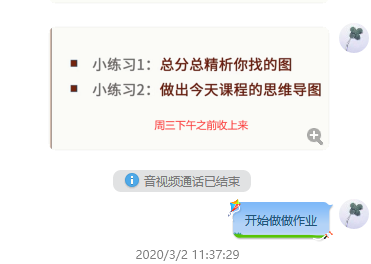 小练习1：总分总精析你找的图
小练习2：做出今天课程的思维导图
周三下午之前收上来
音视频通话已结束
开始做做作业
2020/3/2 11:37:29